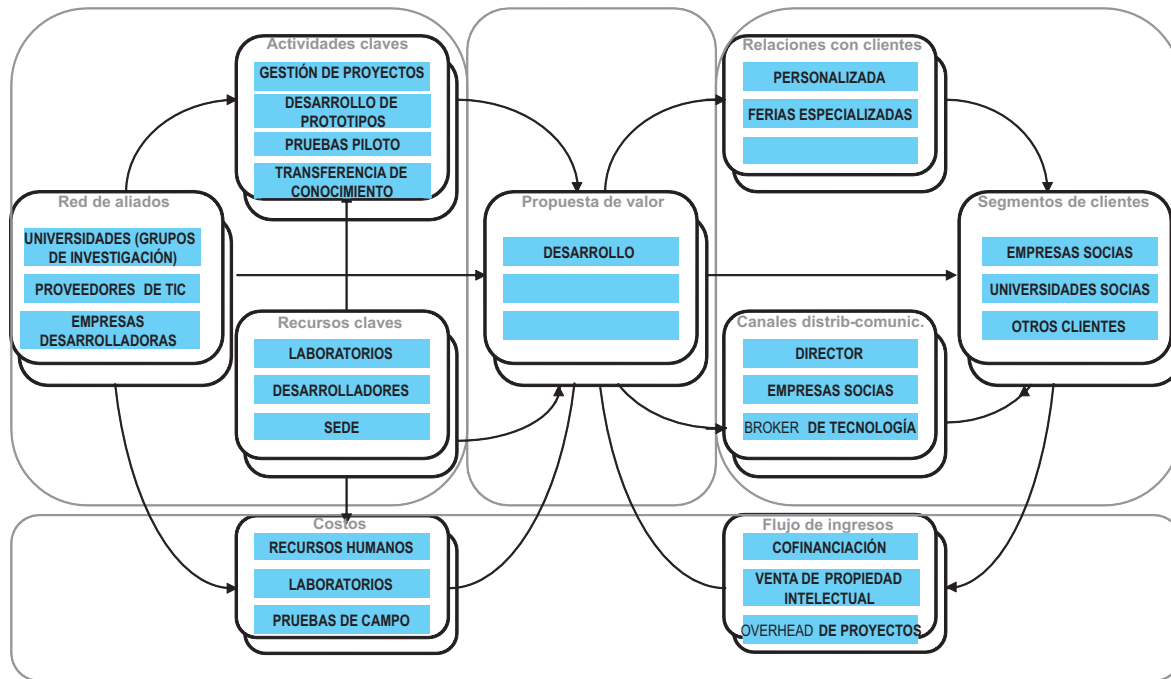 Actividades claves
GESTIÓN DE PROYECTOS
DESARROLLO DE
PROTOTIPOS
PRUEBAS PILOTO
TRANSFERENCIA DE
CONOCIMIENTO
Relaciones con clientes
PERSONALIZADA
FERIAS ESPECIALIZADAS
Red de aliados
UNIVERSIDADES (GRUPOS
DE INVESTIGACIÓN)
PROVEEDORES DE TIC
EMPRESAS
DESARROLLADORAS
Propuesta de valor
DESARROLLO
Segmentos de clientes
EMPRESAS SOCIAS
UNIVERSIDADES SOCIAS
OTROS CLIENTES
Recursos claves
LABORATORIOS
DESARROLLADORES
SEDE
Canales distrib-comunic.
DIRECTOR
EMPRESAS SOCIAS
BROKER DE TECNOLOGÍA
Costos
RECURSOS HUMANOS
LABORATORIOS
PRUEBAS DE CAMPO
Flujo de ingresos
COFINANCIACIÓN
VENTA DE PROPIEDAD
INTELECTUAL
OVERHEAD DE PROYECTOS